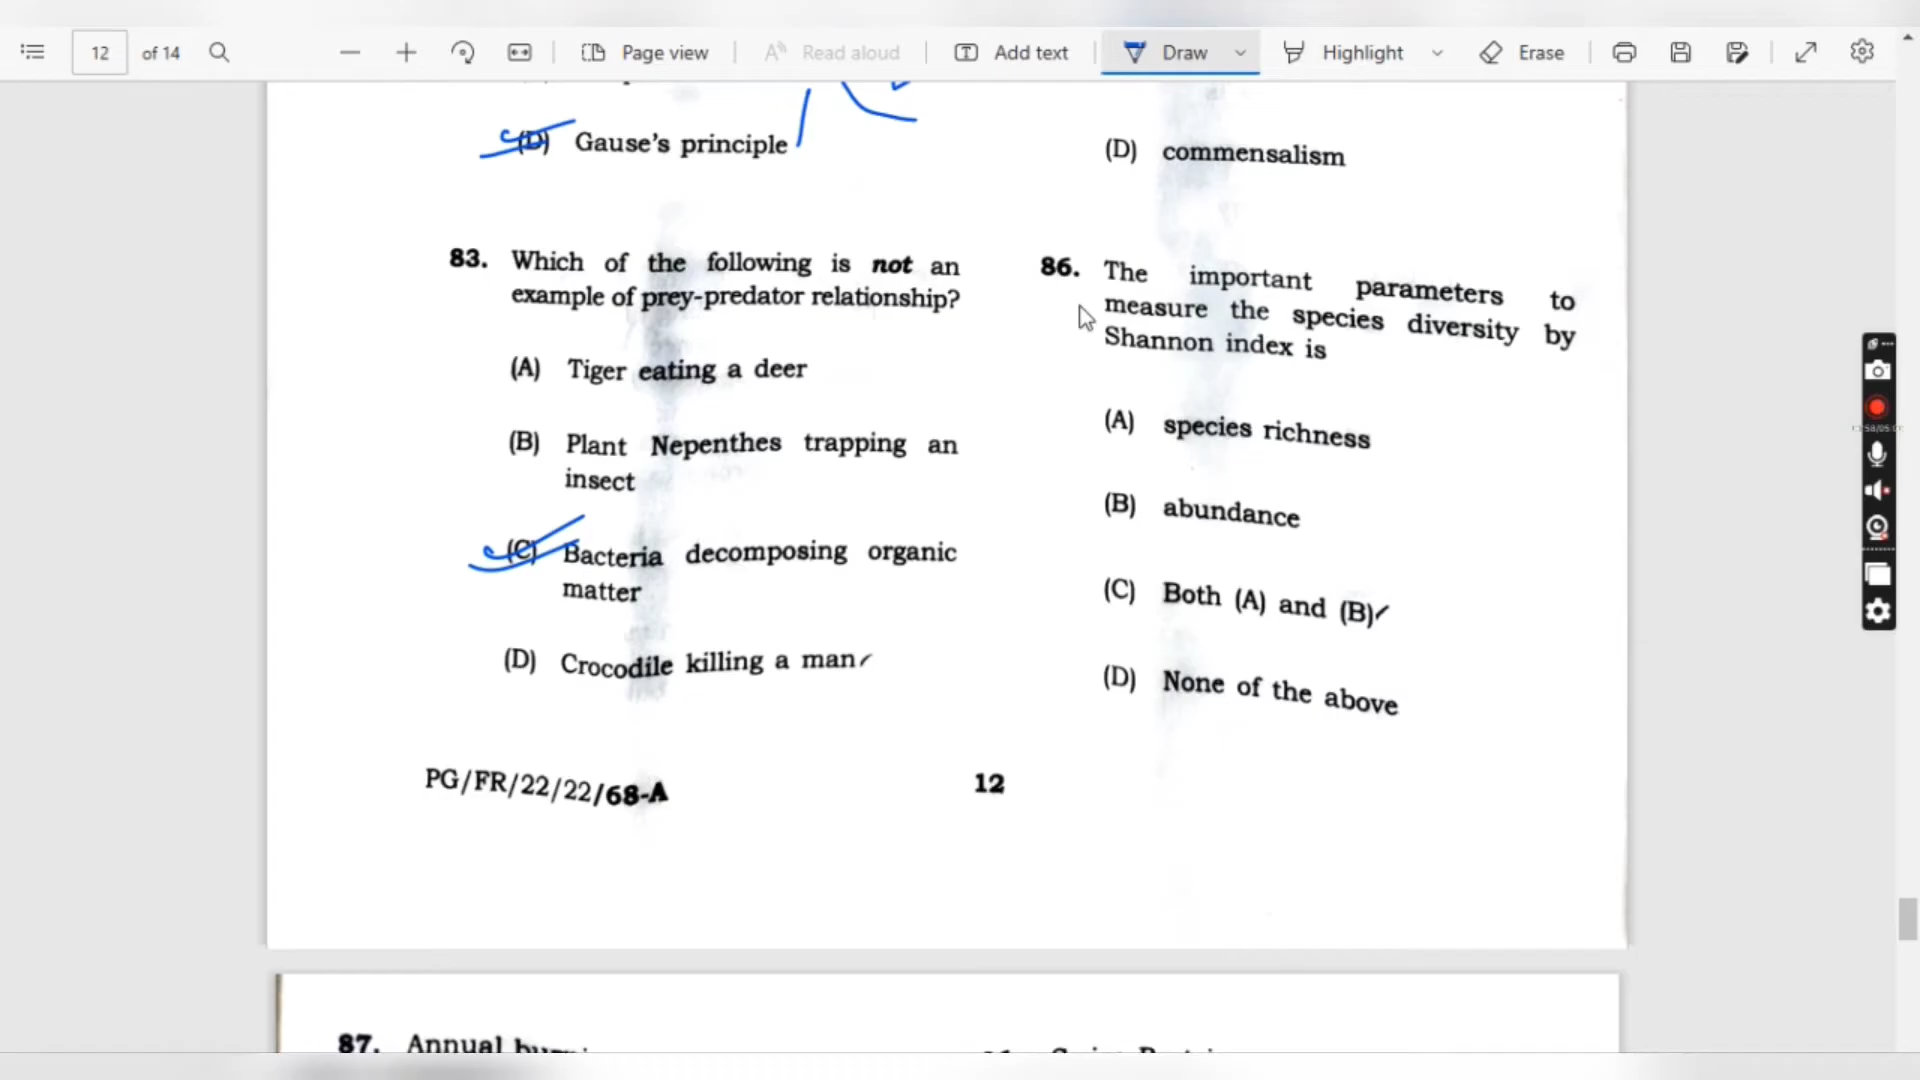 12 of 14 Page view Read aloud Add text Draw Highlight Erase
(D) Gause's principle
83. Which of the following is not an
example of prey-predator relationship?
(A) Tiger eating a deer
(B) Plant Nepenthes trapping an
insect
(C) Bacteria decomposing organic
matter
(D) Crocodile killing a man
PG/FR/22/22/68-A
(D) commensalism
86. The important parameters to
measure the species diversity by
Shannon index is
(A) species richness
(B) abundance
(C) Both (A) and (B)
(D) None of the above
12
87. Annual